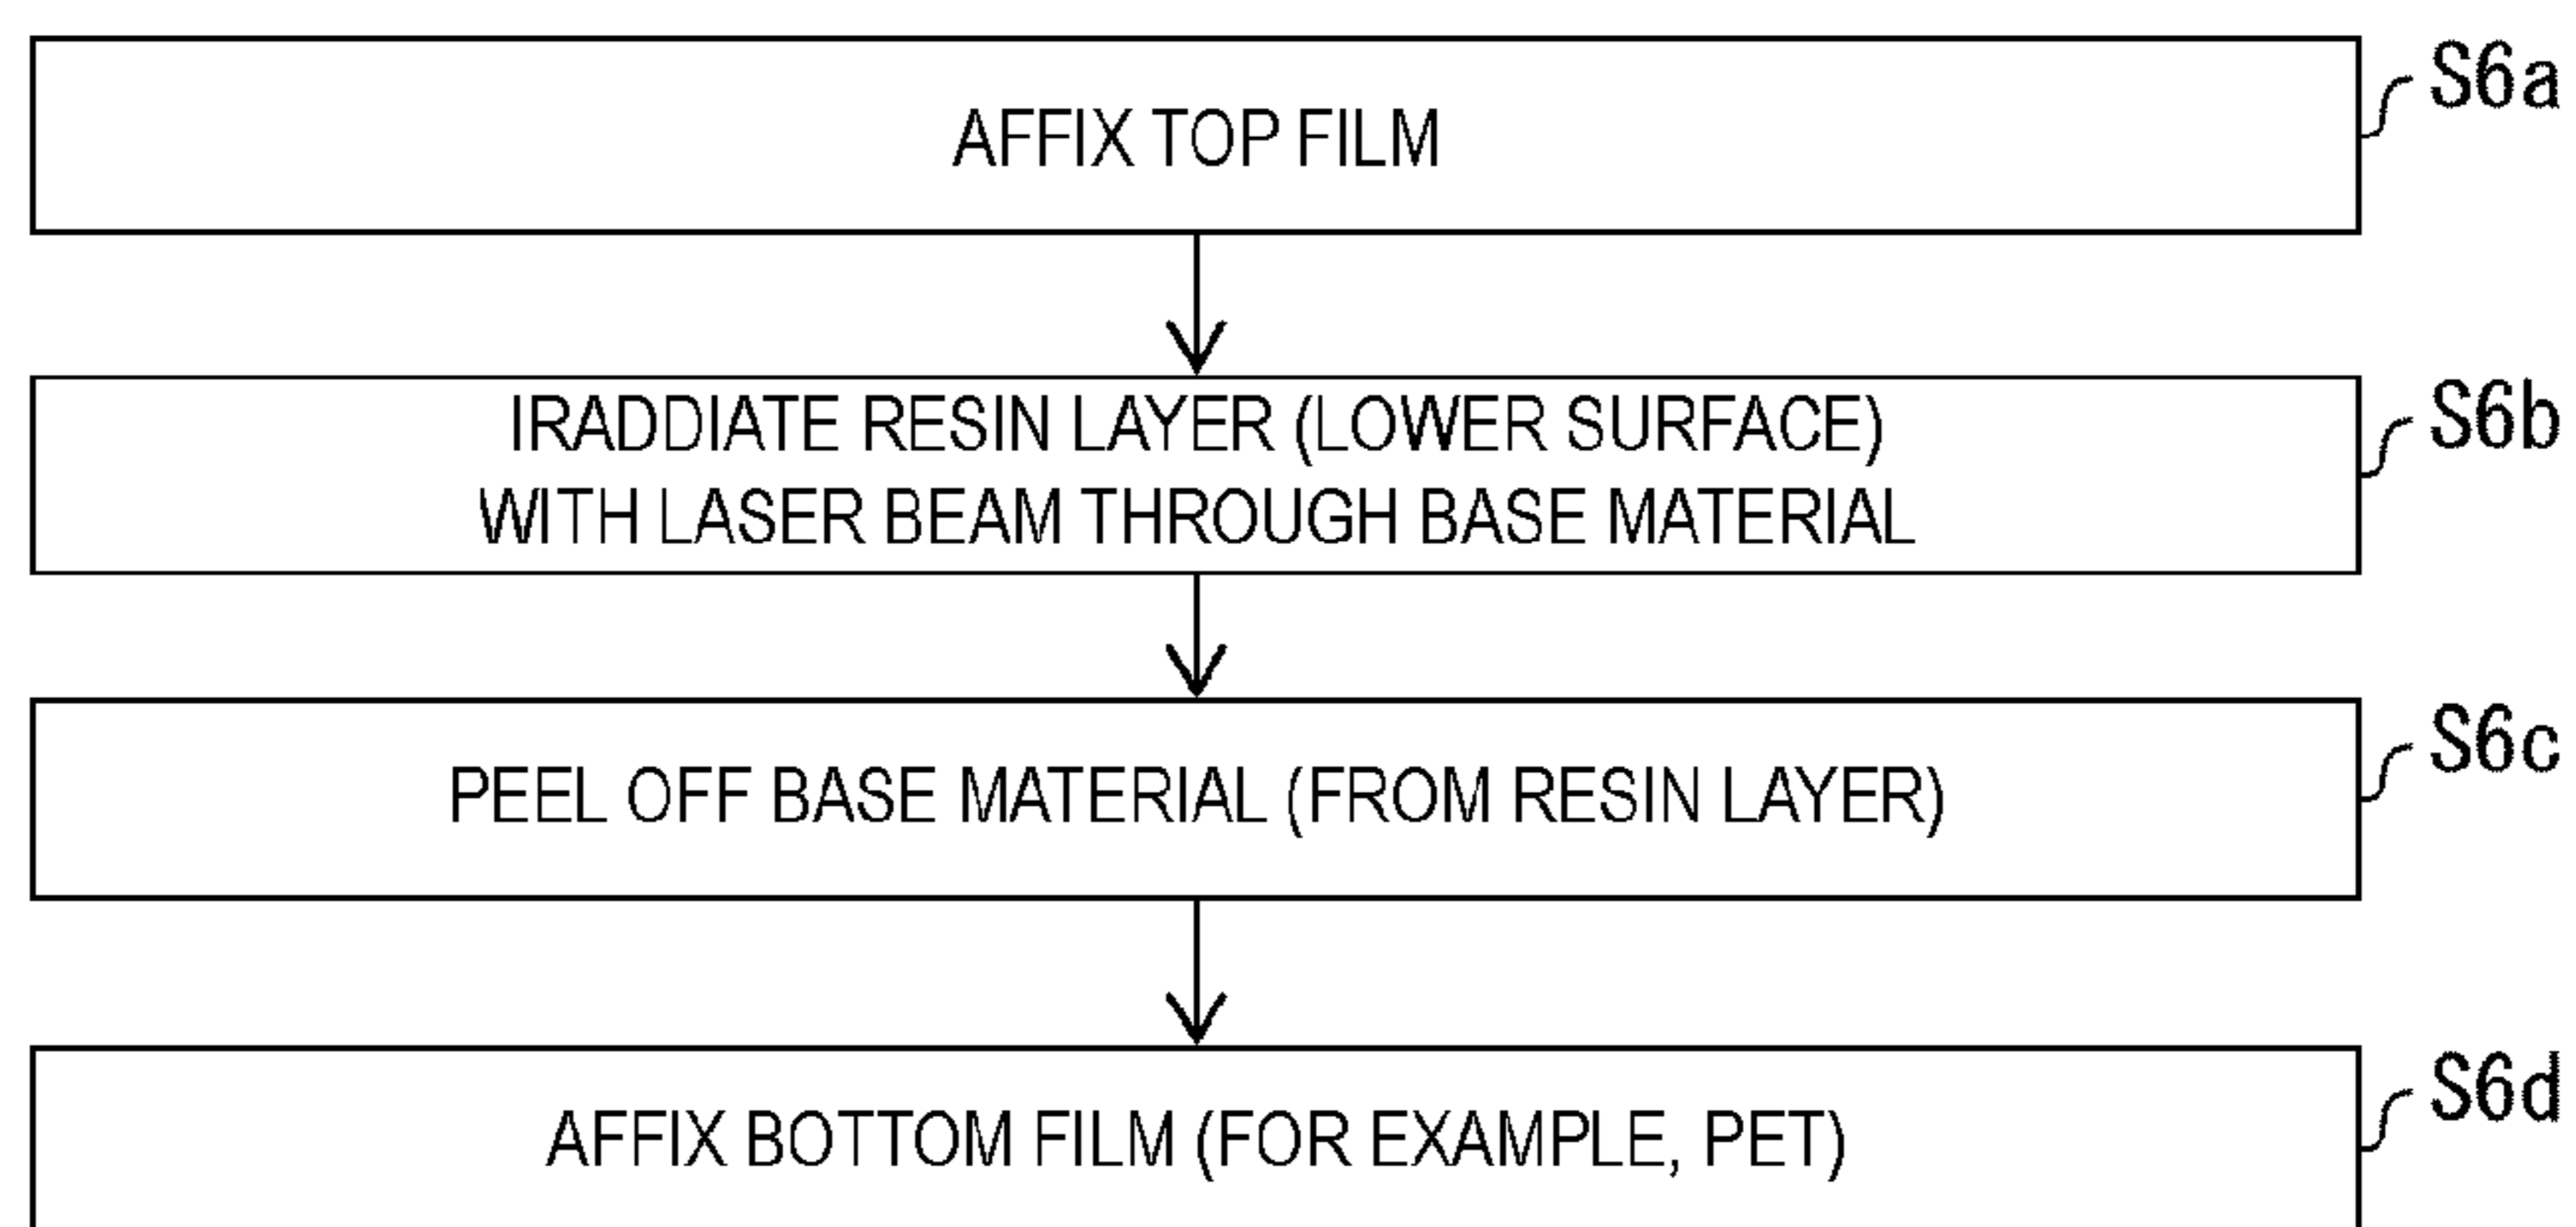 S6a
AFFIX TOP FILM
IRADDIATE RESIN LAYER (LOWER SURFACE)
S6b
WITH LASER BEAM THROUGH BASE MATERIAL
S6c
PEEL OFF BASE MATERIAL (FROM RESIN LAYER)
S6d
AFFIX BOTTOM FILM (FOR EXAMPLE, PET)